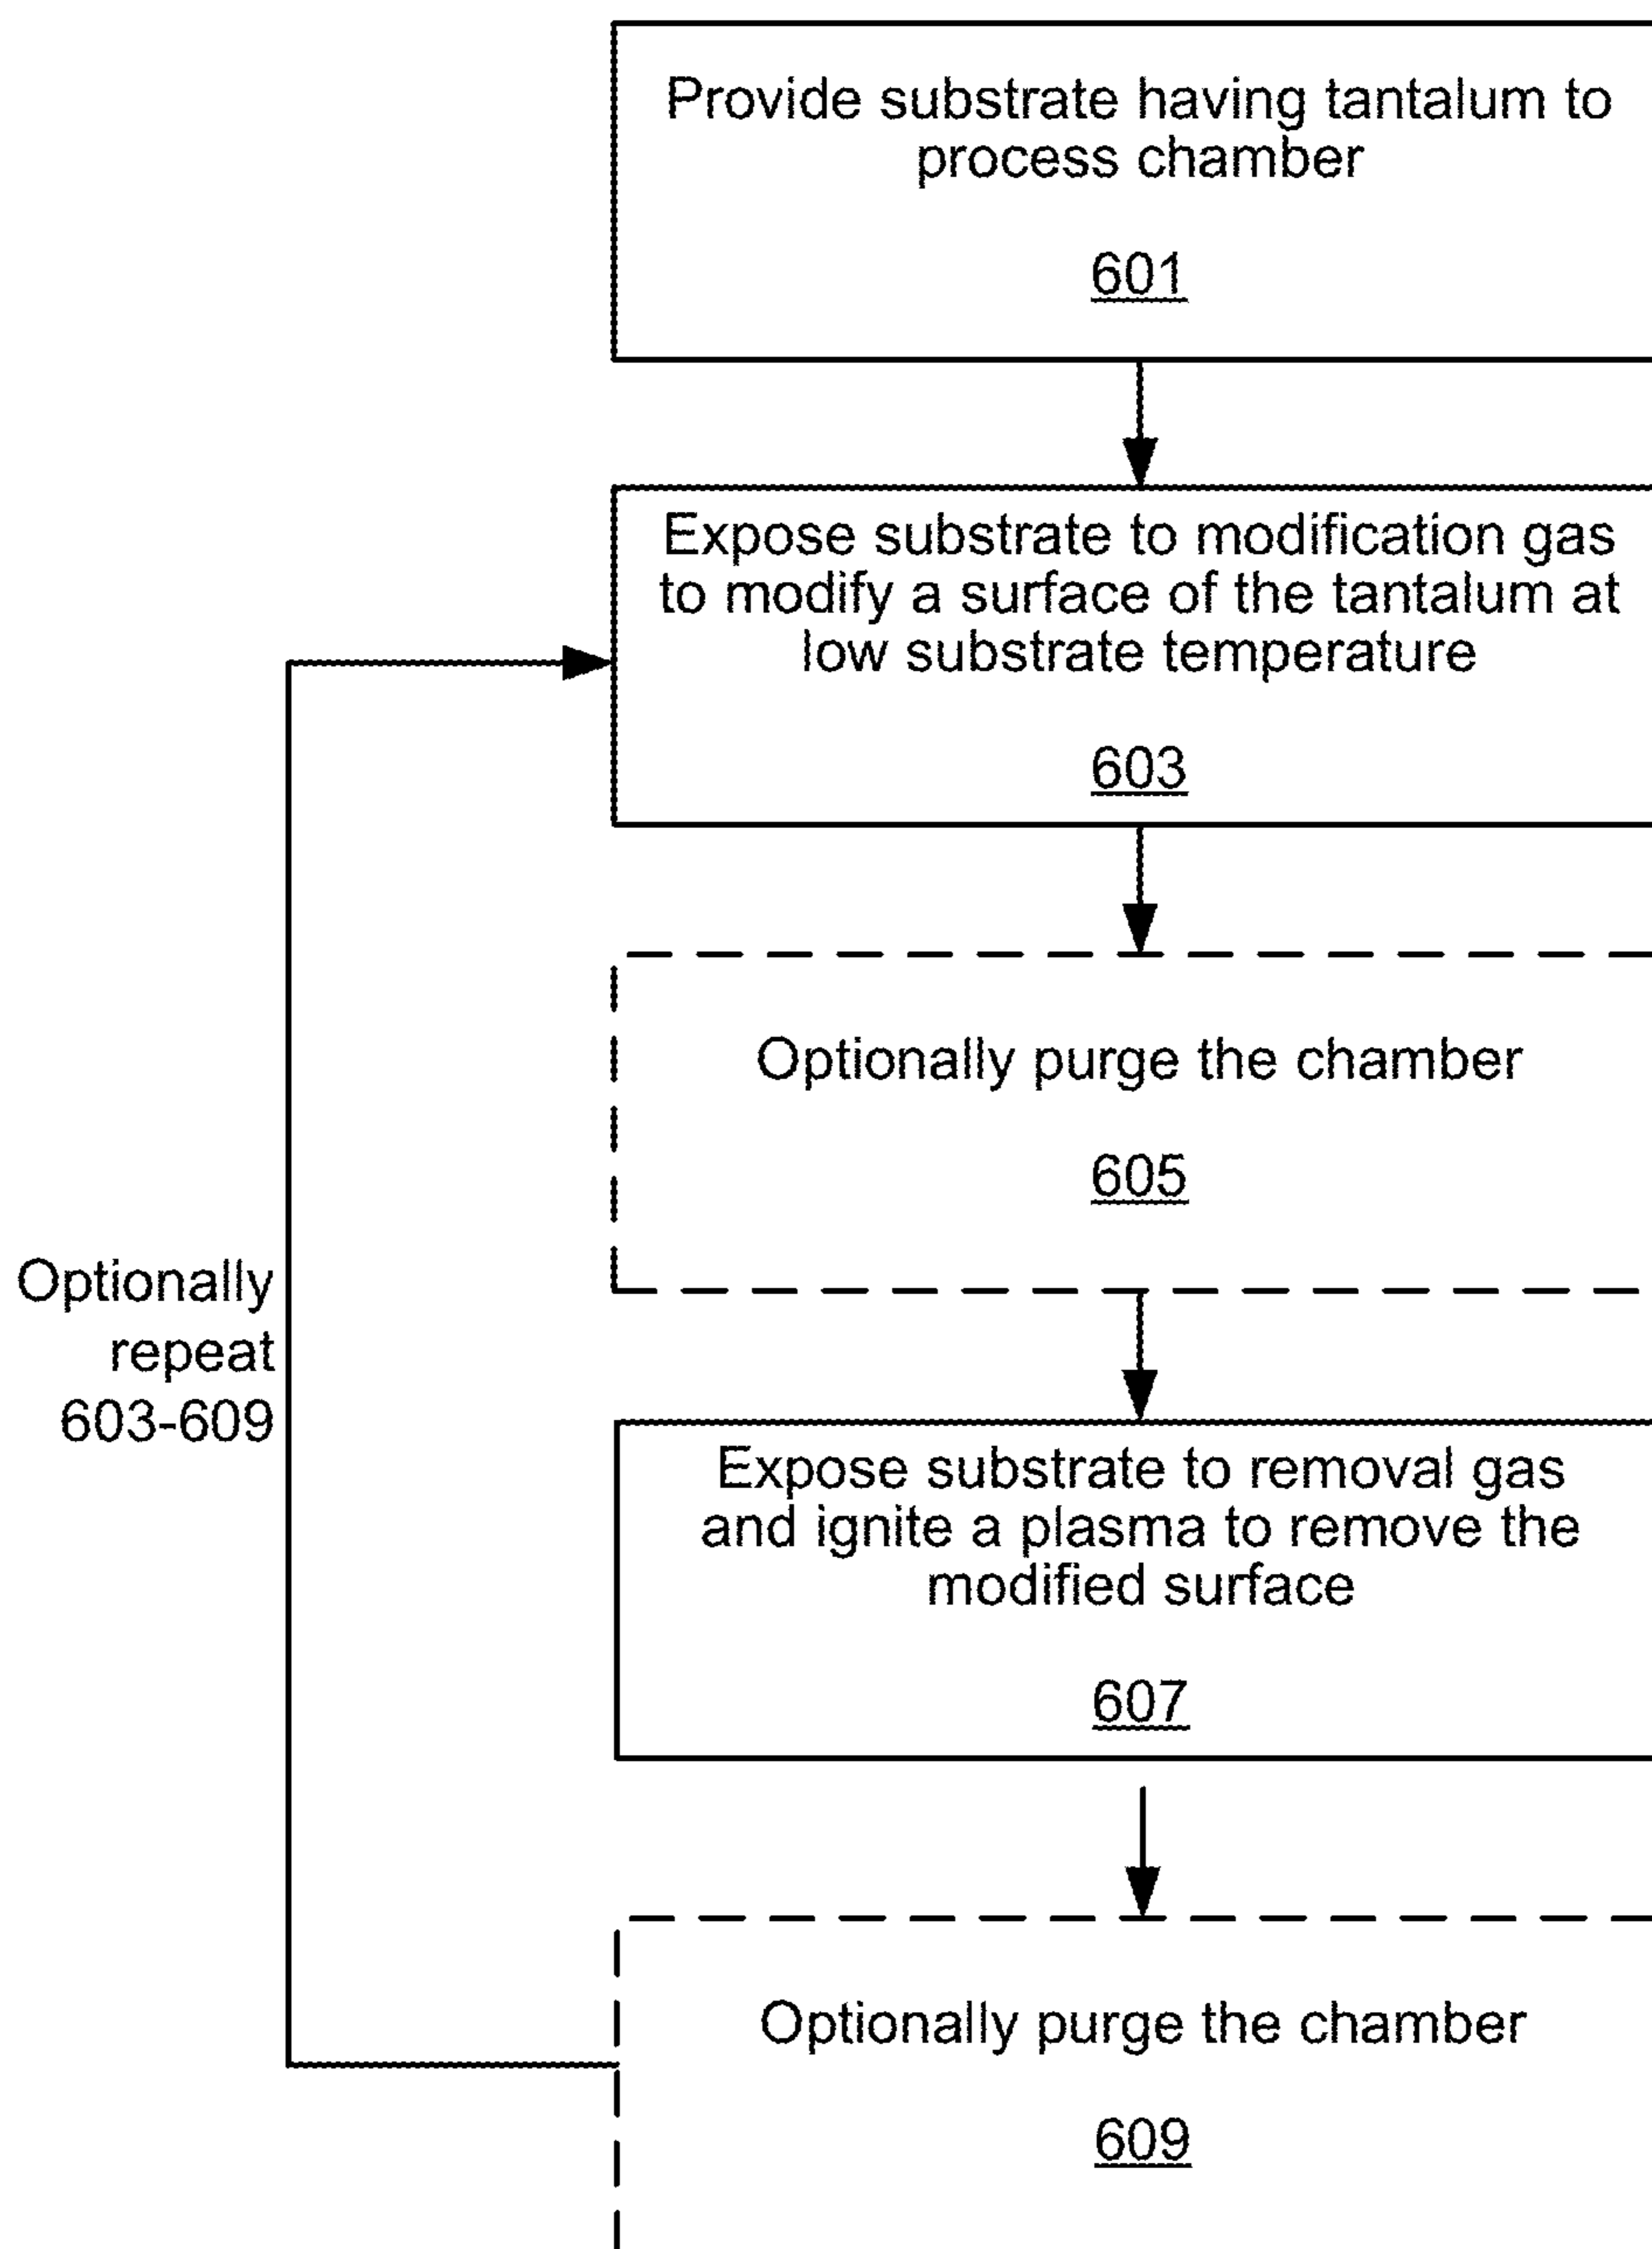 Provide substrate having tantalum to
process chamber
601
Expose substrate to modification gas
to modify a surface of the tantalum at
low substrate temperature
603
Optionally purge the chamber
605
Optionally
repeat
603-609
Expose substrate to removal gas
and ignite a plasma to remove the
modified surface
607
Optionally purge the chamber
609